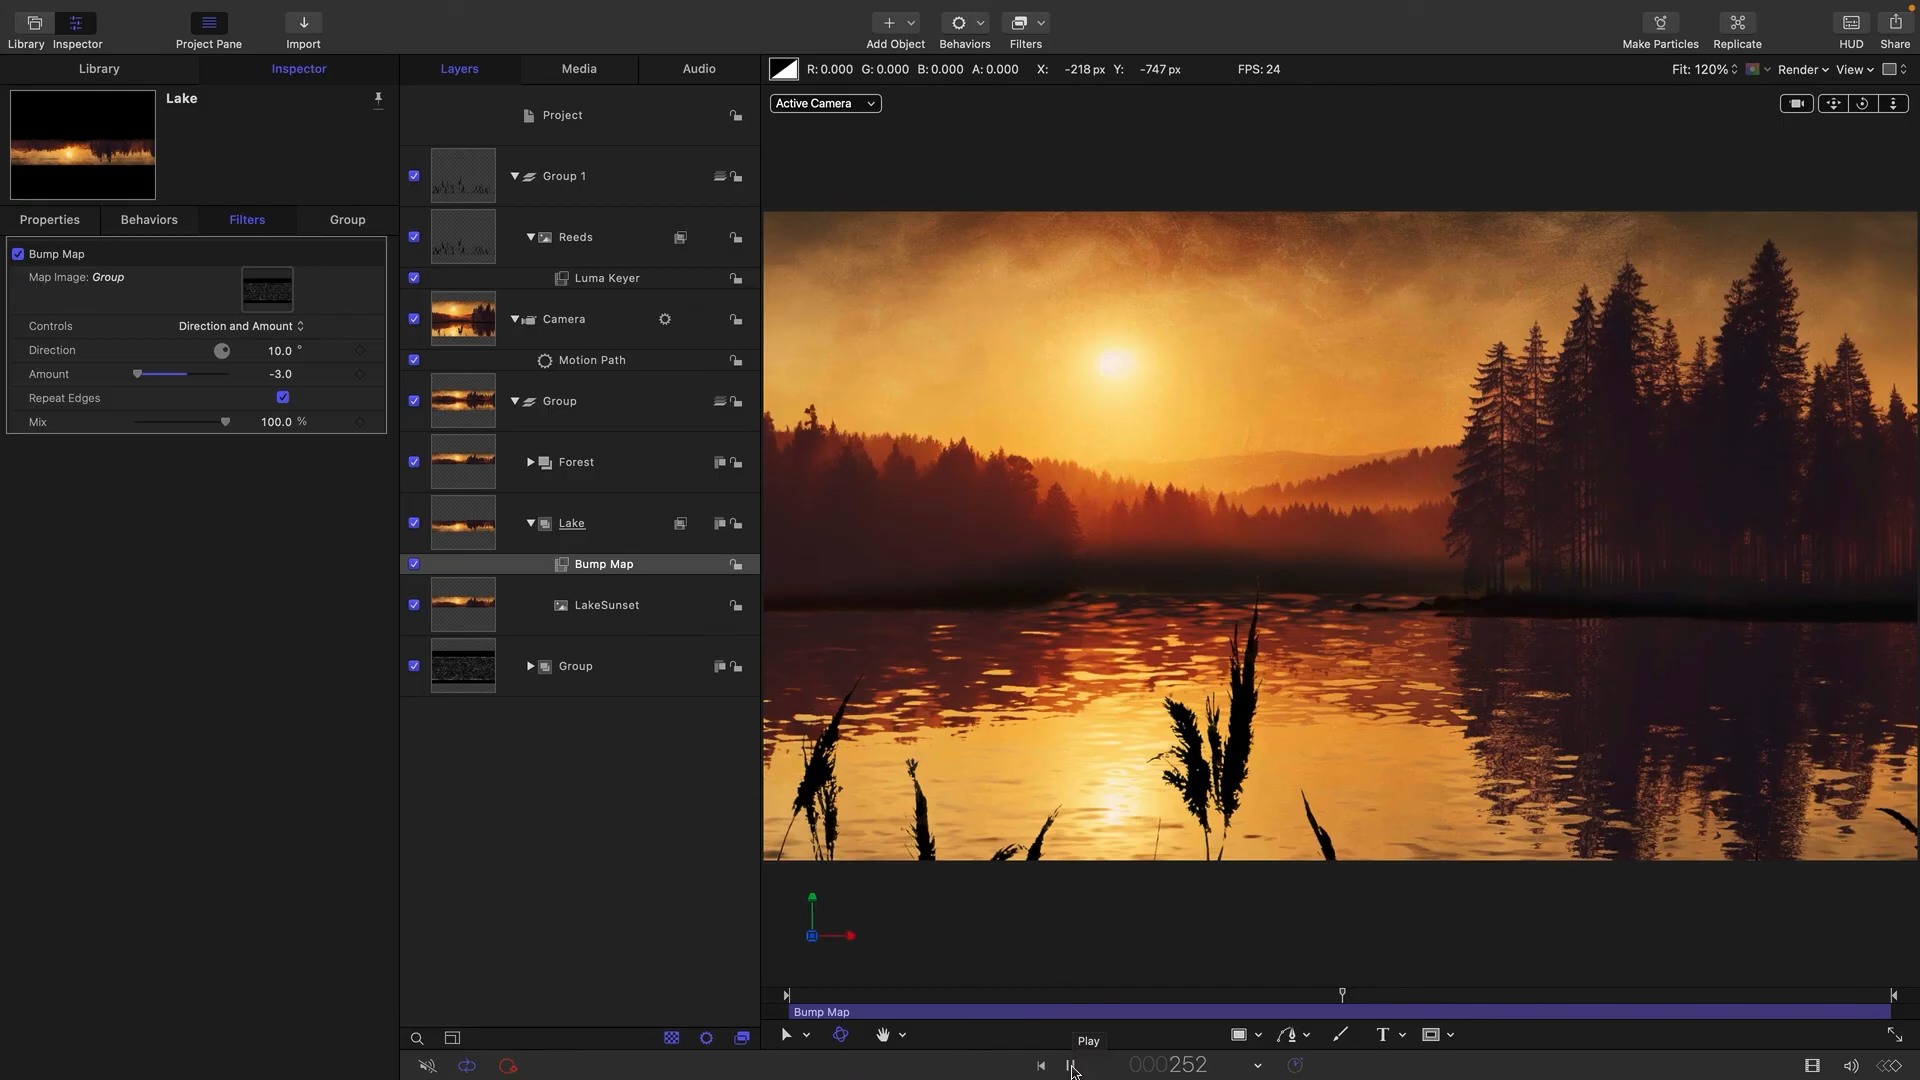 Library Inspector Project Pane Import Add Object Behaviors Filters Make Particles Replicate HUD Share
Library Inspector Layers Media Audio R: 0.000 G: 0.000 B: 0.000 A: 0.000 X: -218 px Y: -747 px FPS: 24 Fit: 120% Render View
Lake
Active Camera
Properties Behaviors Filters Group
Bump Map
Map Image: Group
Controls Direction and Amount
Direction 10.0 °
Amount -3.0
Repeat Edges
Mix 100.0 %
Project
Group 1
Reeds
Luma Keyer
Camera
Motion Path
Group
Forest
Lake
Bump Map
LakeSunset
Group
Bump Map
T
Play
000252